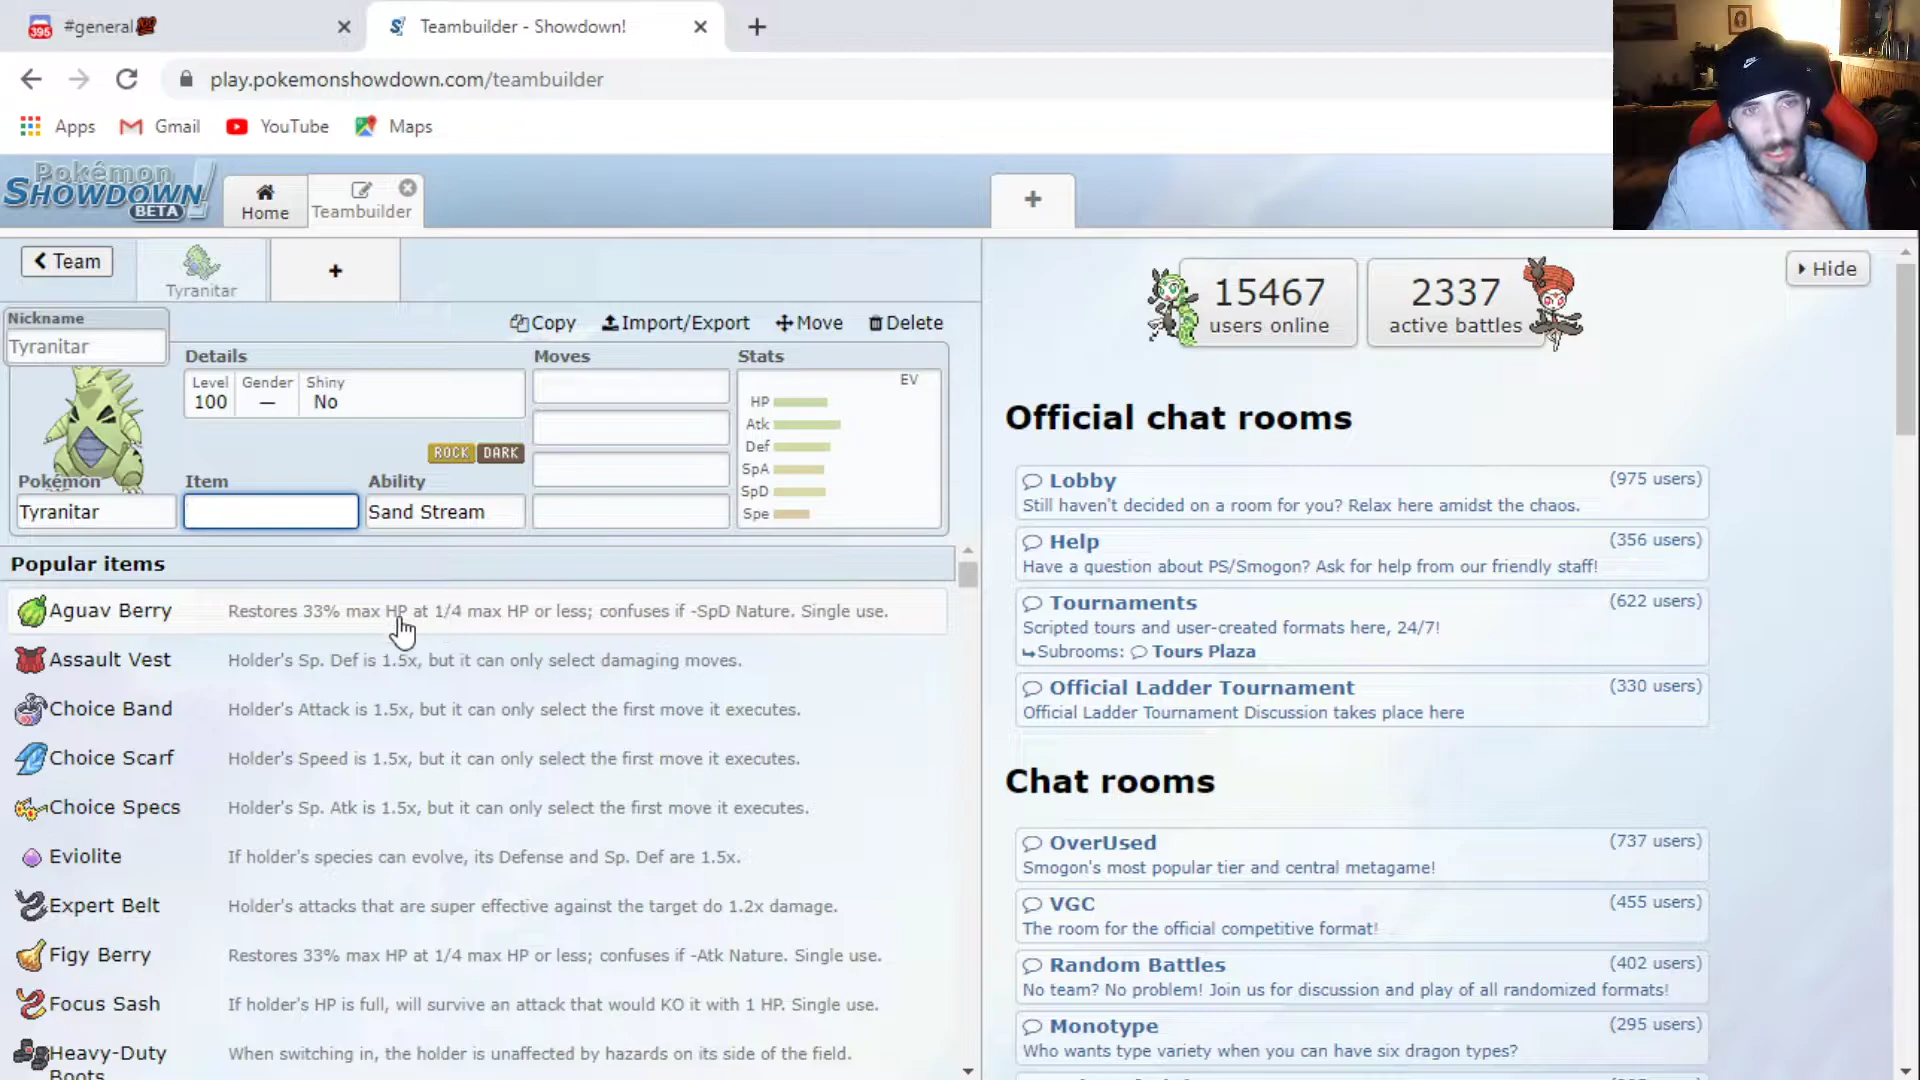 395 #general💯
Teambuilder - Showdown!
play.pokemonshowdown.com/teambuilder
Apps Gmail YouTube Maps
Pokémon
SHOWDOWN!
BETA
Home
Teambuilder
Team
Tyranitar
Nickname
Tyranitar
Copy Import/Export Move Delete
Details Moves Stats
Level Gender Shiny
100 — No
EV
HP
Atk
Def
SpA
SpD
Spe
ROCK DARK
Pokémon Item Ability
Tyranitar Sand Stream
Popular items
Aguav Berry Restores 33% max HP at 1/4 max HP or less; confuses if -SpD Nature. Single use.
Assault Vest Holder's Sp. Def is 1.5x, but it can only select damaging moves.
Choice Band Holder's Attack is 1.5x, but it can only select the first move it executes.
Choice Scarf Holder's Speed is 1.5x, but it can only select the first move it executes.
Choice Specs Holder's Sp. Atk is 1.5x, but it can only select the first move it executes.
Eviolite If holder's species can evolve, its Defense and Sp. Def are 1.5x.
Expert Belt Holder's attacks that are super effective against the target do 1.2x damage.
Figy Berry Restores 33% max HP at 1/4 max HP or less; confuses if -Atk Nature. Single use.
Focus Sash If holder's HP is full, will survive an attack that would KO it with 1 HP. Single use.
Heavy-Duty Boots When switching in, the holder is unaffected by hazards on its side of the field.
15467
users online
2337
active battles
Hide
Official chat rooms
Lobby (975 users)
Still haven't decided on a room for you? Relax here amidst the chaos.
Help (356 users)
Have a question about PS/Smogon? Ask for help from our friendly staff!
Tournaments (622 users)
Scripted tours and user-created formats here, 24/7!
Subrooms: Tours Plaza
Official Ladder Tournament (330 users)
Official Ladder Tournament Discussion takes place here
Chat rooms
OverUsed (737 users)
Smogon's most popular tier and central metagame!
VGC (455 users)
The room for the official competitive format!
Random Battles (402 users)
No team? No problem! Join us for discussion and play of all randomized formats!
Monotype (295 users)
Who wants type variety when you can have six dragon types?